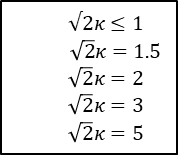 √2κ ≤ 1
√2κ = 1.5
√2κ = 2
√2κ = 3
√2κ = 5